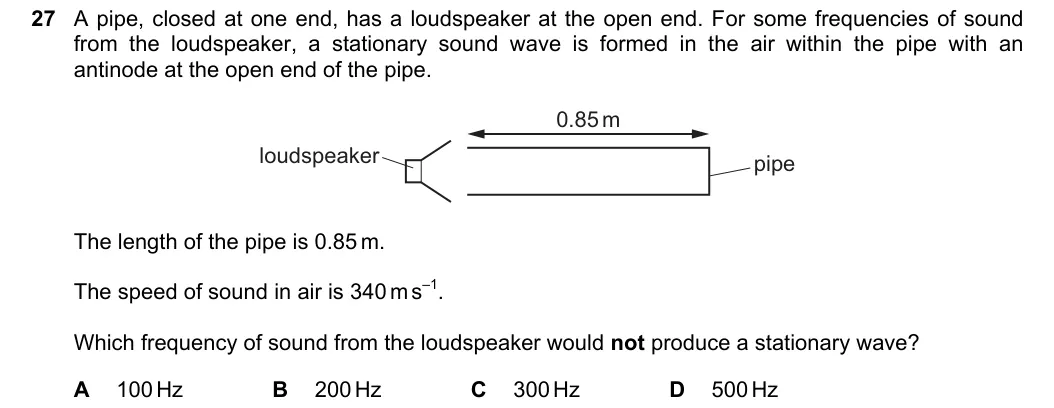 27 A pipe, closed at one end, has a loudspeaker at the open end. For some frequencies of sound
from the loudspeaker, a stationary sound wave is formed in the air within the pipe with an
antinode at the open end of the pipe.
0.85 m
loudspeaker
pipe
The length of the pipe is 0.85 m.
The speed of sound in air is 340 m s⁻¹.
Which frequency of sound from the loudspeaker would not produce a stationary wave?
A 100 Hz B 200 Hz C 300 Hz D 500 Hz